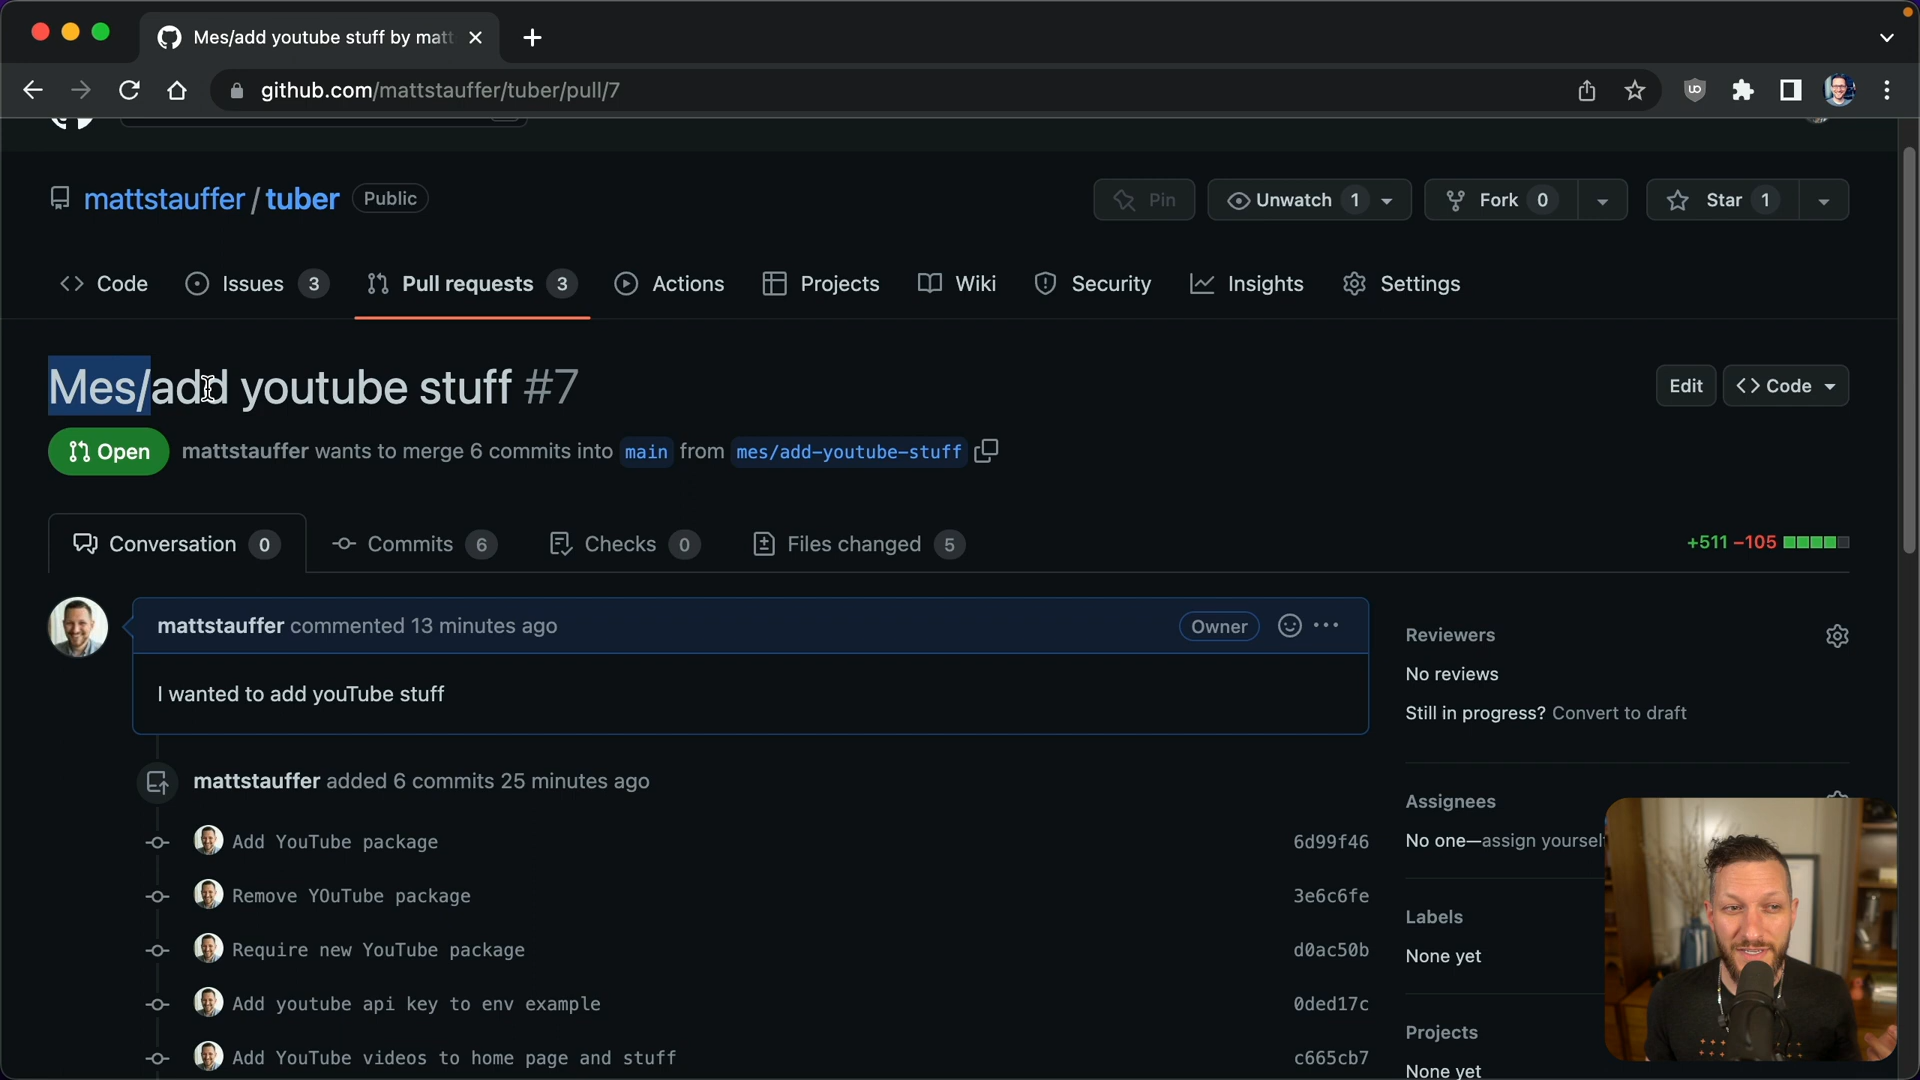 Mes/add youtube stuff by matt
github.com/mattstauffer/tuber/pull/7
mattstauffer / tuber Public
Pin
Unwatch 1
Fork 0
Star 1
Code
Issues 3
Pull requests 3
Actions
Projects
Wiki
Security
Insights
Settings
Mes/add youtube stuff #7
Edit
Code
Open
mattstauffer wants to merge 6 commits into main from mes/add-youtube-stuff
Conversation 0
Commits 6
Checks 0
Files changed 5
+511 −105
mattstauffer commented 13 minutes ago
Owner
I wanted to add youTube stuff
Reviewers
No reviews
Still in progress? Convert to draft
mattstauffer added 6 commits 25 minutes ago
Add YouTube package 6d99f46
Remove YOuTube package 3e6c6fe
Require new YouTube package d0ac50b
Add youtube api key to env example 0ded17c
Add YouTube videos to home page and stuff c665cb7
Assignees
No one—assign yourself
Labels
None yet
Projects
None yet